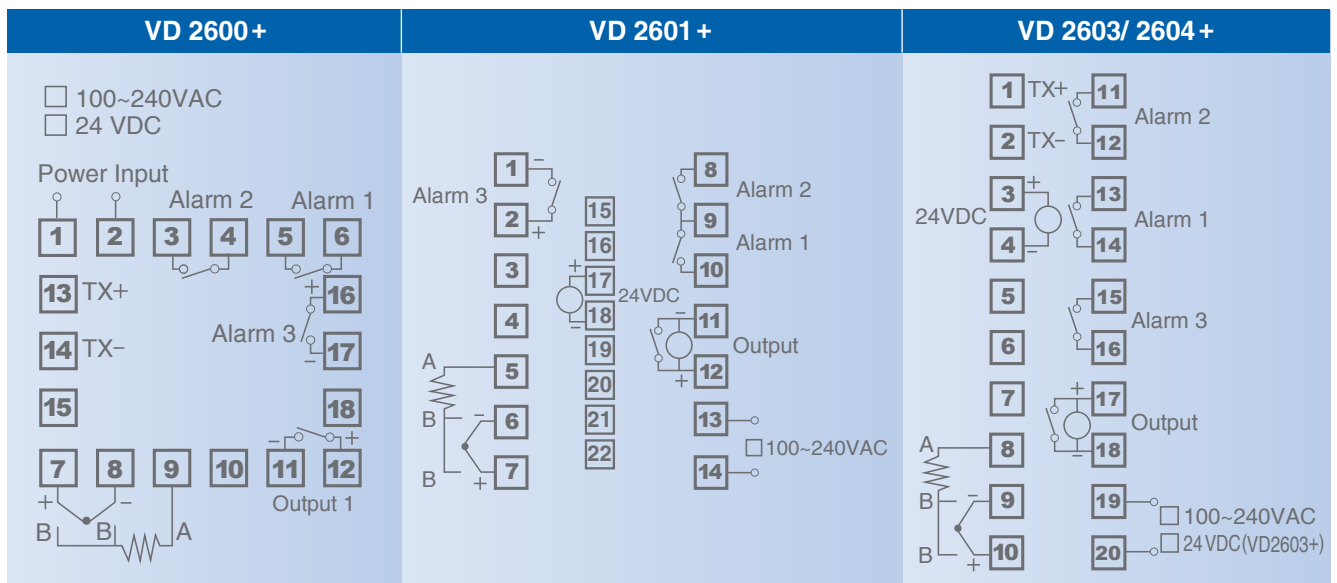 VD 2600+
100~240VAC
24 VDC
Power Input
Alarm 2
Alarm 1
1 2 3 4 5 6
13 TX+
+ 16
Alarm 3
14 TX−
− 17
15
18
− +
7 8 9 10 11 12
+ −
Output 1
B B A
VD 2601+
1 −
Alarm 3
2 +
3
4
A 5
B − 6
B + 7
15
16
+ 17
24VDC
− 18
19
20
21
22
8
Alarm 2
9
Alarm 1
10
− 11
Output
+ 12
13
100~240VAC
14
VD 2603/ 2604+
1 TX+
2 TX−
3 +
24VDC
4 −
5
6
7
A 8
B − 9
B + 10
11
Alarm 2
12
13
Alarm 1
14
15
Alarm 3
16
+ 17
Output
− 18
19
100~240VAC
20
24VDC(VD2603+)